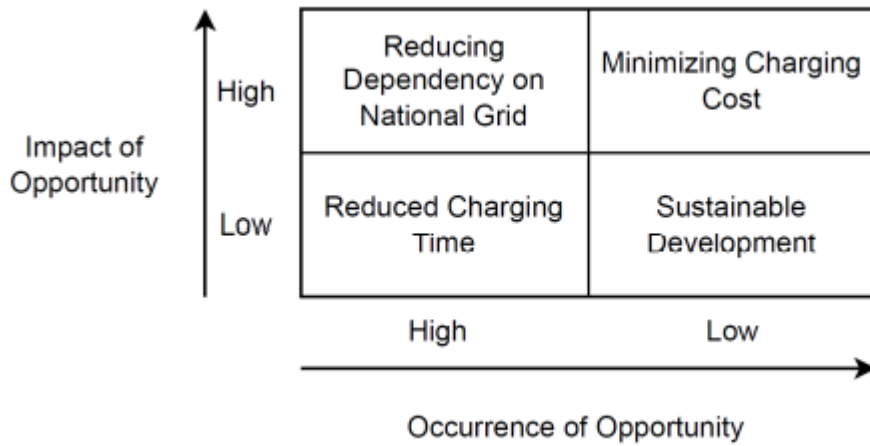 Reducing
Dependency on
National Grid
Minimizing Charging
Cost
High
Impact of
Opportunity
Low
Reduced Charging
Time
Sustainable
Development
High
Low
Occurrence of Opportunity